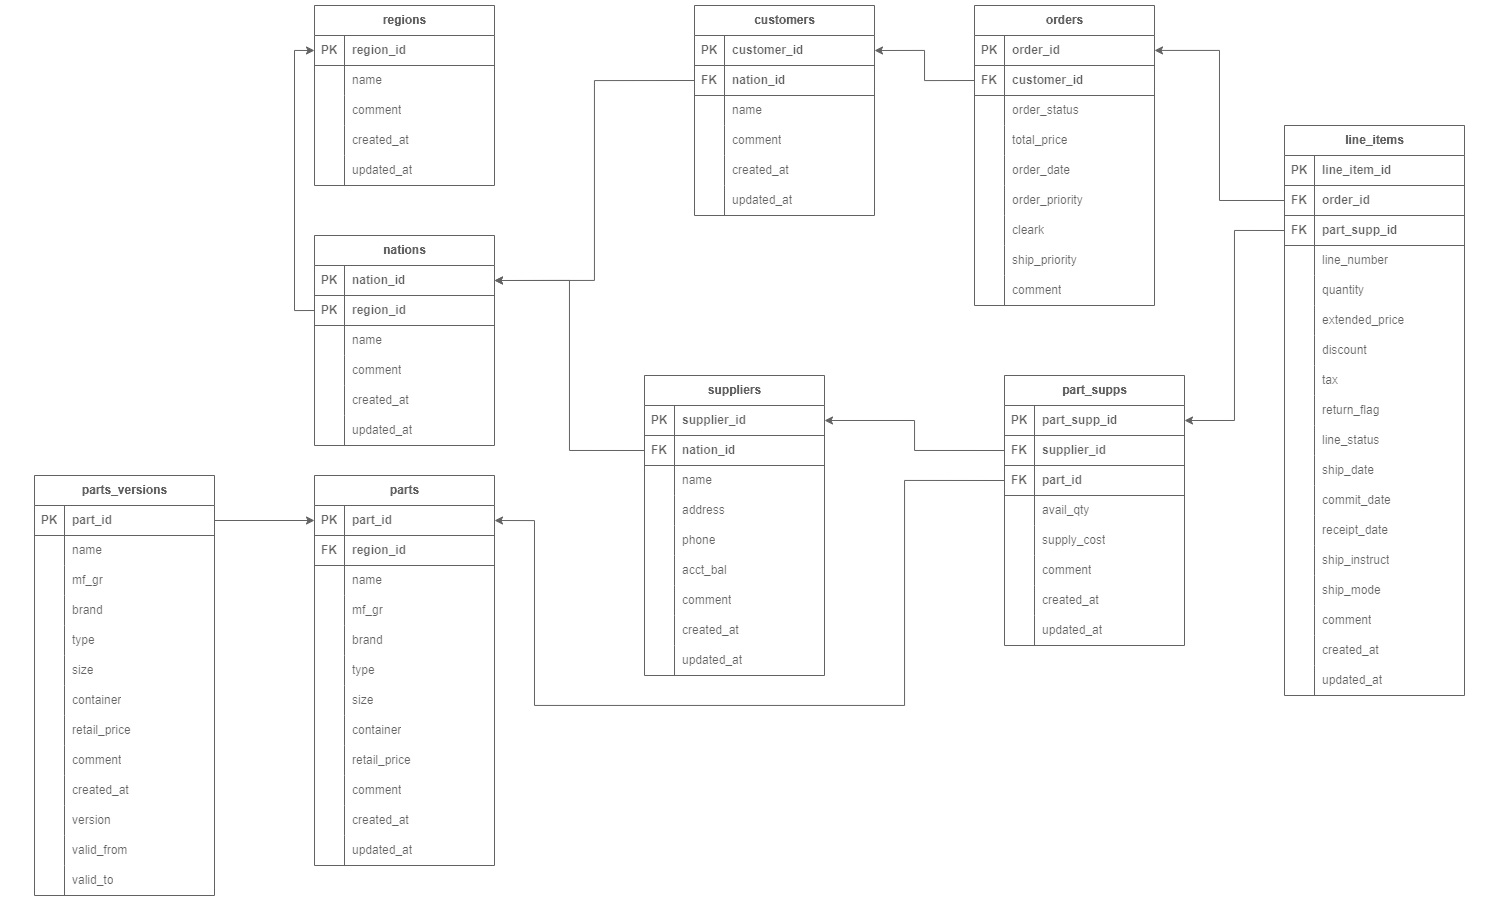 regions
PK region_id
name
comment
created_at
updated_at
customers
PK customer_id
FK nation_id
name
comment
created_at
updated_at
orders
PK order_id
FK customer_id
order_status
total_price
order_date
order_priority
cleark
ship_priority
comment
line_items
PK line_item_id
FK order_id
FK part_supp_id
line_number
quantity
extended_price
discount
tax
return_flag
line_status
ship_date
commit_date
receipt_date
ship_instruct
ship_mode
comment
created_at
updated_at
nations
PK nation_id
PK region_id
name
comment
created_at
updated_at
suppliers
PK supplier_id
FK nation_id
name
address
phone
acct_bal
comment
created_at
updated_at
part_supps
PK part_supp_id
FK supplier_id
FK part_id
avail_qty
supply_cost
comment
created_at
updated_at
parts_versions
PK part_id
name
mf_gr
brand
type
size
container
retail_price
comment
created_at
version
valid_from
valid_to
parts
PK part_id
FK region_id
name
mf_gr
brand
type
size
container
retail_price
comment
created_at
updated_at